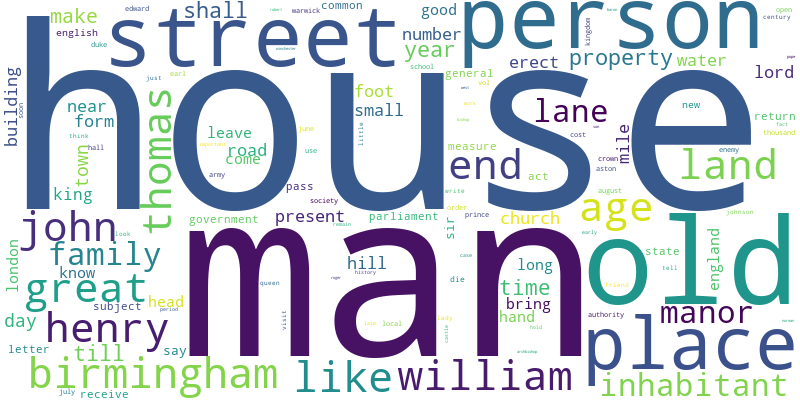 edward
warwick
common
shall
good
open
century
make
street
person
kingdom
english
duke
number
year
property
water
erect
lord
earl
just
school
general
vol
building
soon
house
near
form
thomas
foot
small
lane
new
return
think
hall
leave
road
come
june
use
little
mile
cost
fact
thousand
town
army
measure
end
act
crown
aston
enemy
land
king
pass
society
write
august
john
government
present
parliament
order
prince
sir
church
age
johnson
london
look
remain
early
family
man
hill
case
old
state
england
tell
know
history
long
die
friend
great
queen
time
subject
head
bring
manor
day
period
visit
local
lady
hand
hold
authority
henry
castle
letter
till
say
archbishop
place
birmingham
like
william
inhabitant
july
receive